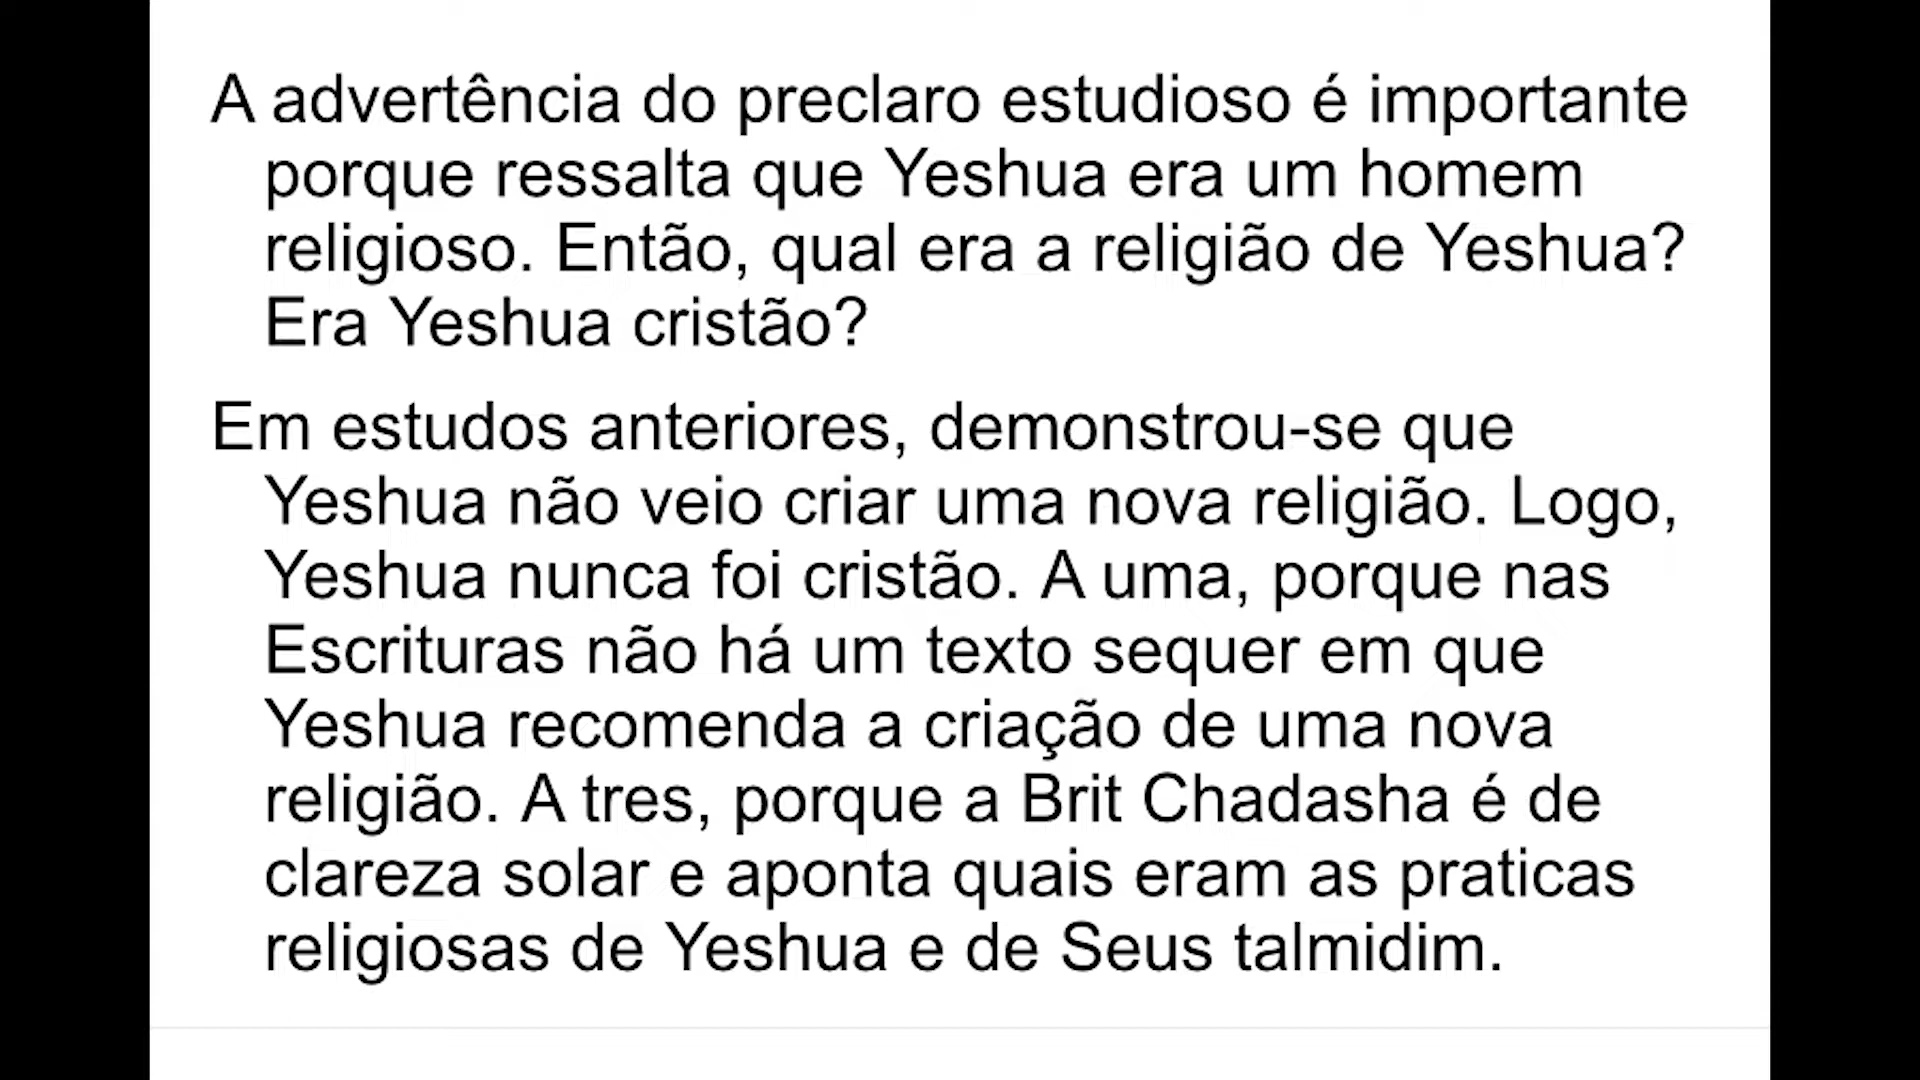 A advertência do preclaro estudioso é importante
porque ressalta que Yeshua era um homem
religioso. Então, qual era a religião de Yeshua?
Era Yeshua cristão?
Em estudos anteriores, demonstrou-se que
Yeshua não veio criar uma nova religião. Logo,
Yeshua nunca foi cristão. A uma, porque nas
Escrituras não há um texto sequer em que
Yeshua recomenda a criação de uma nova
religião. A tres, porque a Brit Chadasha é de
clareza solar e aponta quais eram as praticas
religiosas de Yeshua e de Seus talmidim.